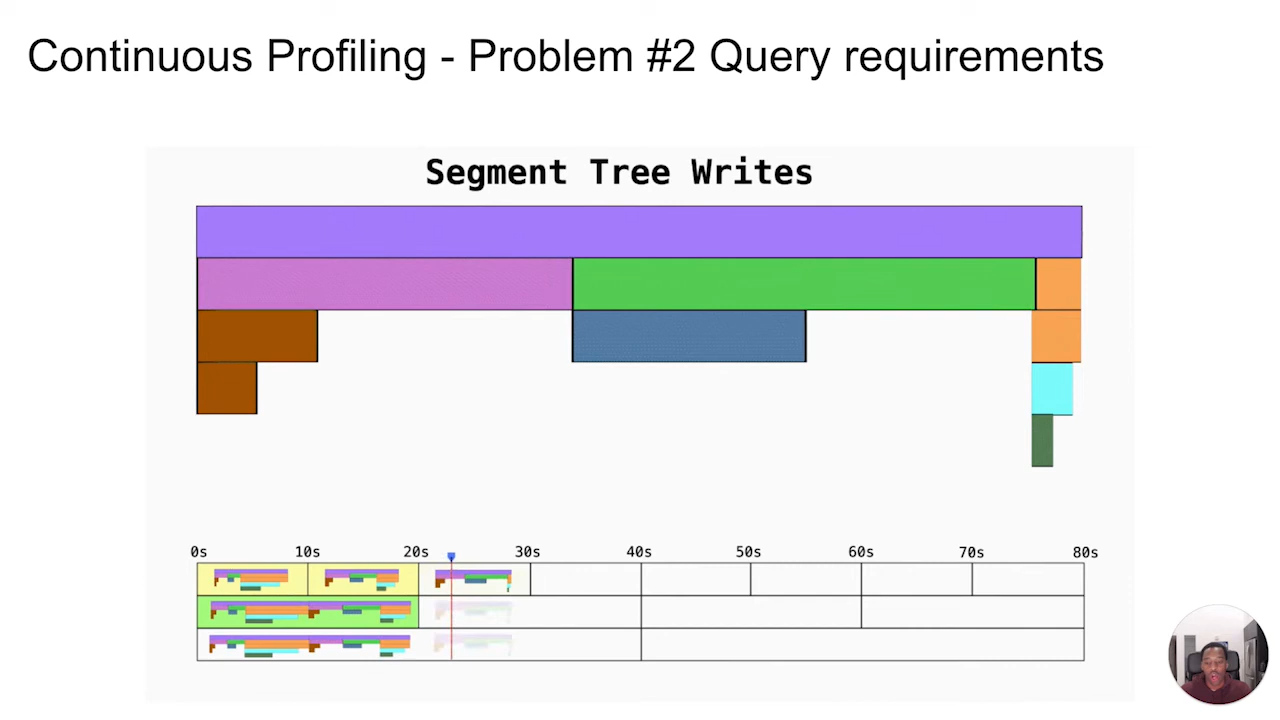 Continuous Profiling - Problem #2 Query requirements
Segment Tree Writes
0s 10s 20s 30s 40s 50s 60s 70s 80s